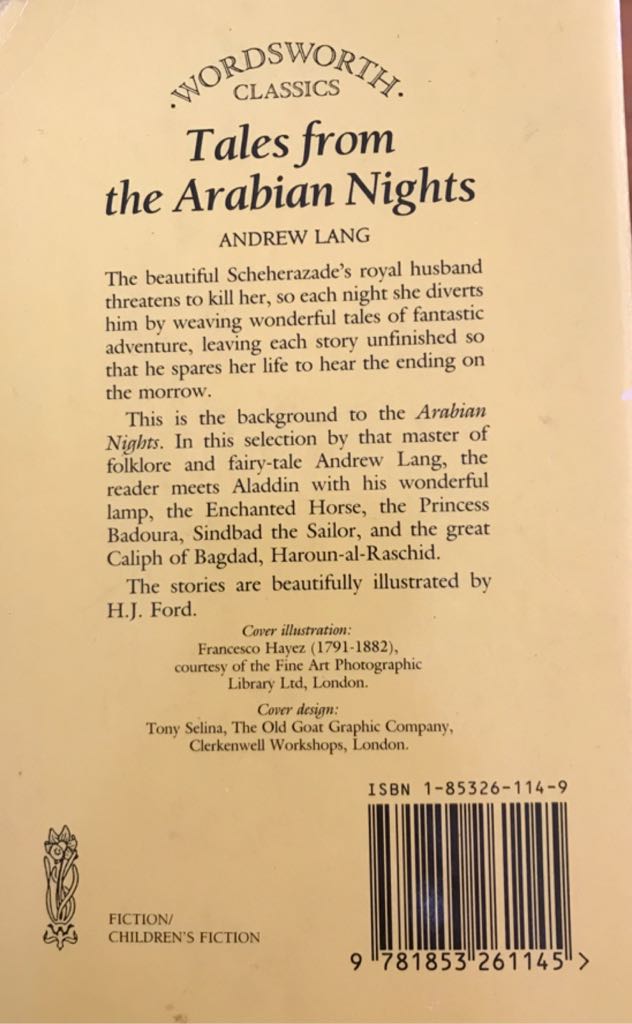 ·WORDSWORTH·
CLASSICS
Tales from
the Arabian Nights
ANDREW LANG
The beautiful Scheherazade's royal husband
threatens to kill her, so each night she diverts
him by weaving wonderful tales of fantastic
adventure, leaving each story unfinished so
that he spares her life to hear the ending on
the morrow.
This is the background to the Arabian
Nights. In this selection by that master of
folklore and fairy-tale Andrew Lang, the
reader meets Aladdin with his wonderful
lamp, the Enchanted Horse, the Princess
Badoura, Sindbad the Sailor, and the great
Caliph of Bagdad, Haroun-al-Raschid.
The stories are beautifully illustrated by
H.J. Ford.
Cover illustration:
Francesco Hayez (1791-1882),
courtesy of the Fine Art Photographic
Library Ltd, London.
Cover design:
Tony Selina, The Old Goat Graphic Company,
Clerkenwell Workshops, London.
ISBN 1-85326-114-9
FICTION/
CHILDREN'S FICTION
9 781853 261145 >